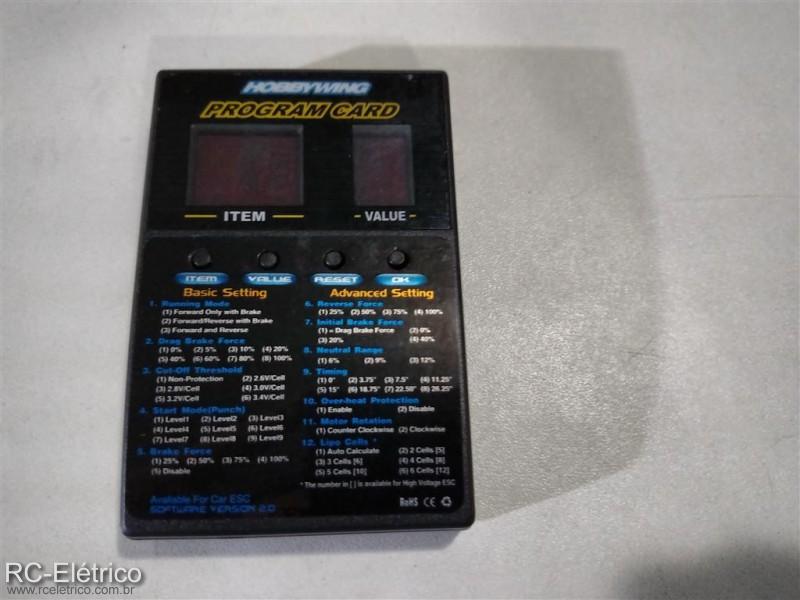 HOBBYWING
PROGRAM CARD
ITEM
VALUE
ITEM VALUE RESET OK
Basic Setting
1. Running Mode
(1) Forward Only with Brake
(2) Forward/Reverse with Brake
(3) Forward and Reverse
2. Drag Brake Force
(1) 0% (2) 5% (3) 10% (4) 20%
(5) 40% (6) 60% (7) 80% (8) 100%
3. Cut-Off Threshold
(1) Non-Protection (2) 2.6V/Cell
(3) 2.8V/Cell (4) 3.0V/Cell
(5) 3.2V/Cell (6) 3.4V/Cell
4. Start Mode(Punch)
(1) Level1 (2) Level2 (3) Level3
(4) Level4 (5) Level5 (6) Level6
(7) Level7 (8) Level8 (9) Level9
5. Brake Force
(1) 25% (2) 50% (3) 75% (4) 100%
(5) Disable
Advanced Setting
6. Reverse Force
(1) 25% (2) 50% (3) 75% (4) 100%
7. Initial Brake Force
(1) = Drag Brake Force (2) 0%
(3) 20% (4) 40%
8. Neutral Range
(1) 6% (2) 9% (3) 12%
9. Timing
(1) 0° (2) 3.75° (3) 7.5° (4) 11.25°
(5) 15° (6) 18.75° (7) 22.50° (8) 26.25°
10. Over-heat Protection
(1) Enable (2) Disable
11. Motor Rotation
(1) Counter Clockwise (2) Clockwise
12. Lipo Cells *
(1) Auto Calculate (2) 2 Cells [5]
(3) 3 Cells [6] (4) 4 Cells [8]
(5) 5 Cells [10] (6) 6 Cells [12]
* The number in [ ] is available for High Voltage ESC
Available For Car ESC
SOFTWARE VERSION 2.0
RoHS CE
RC-Elétrico
www.rceletrico.com.br